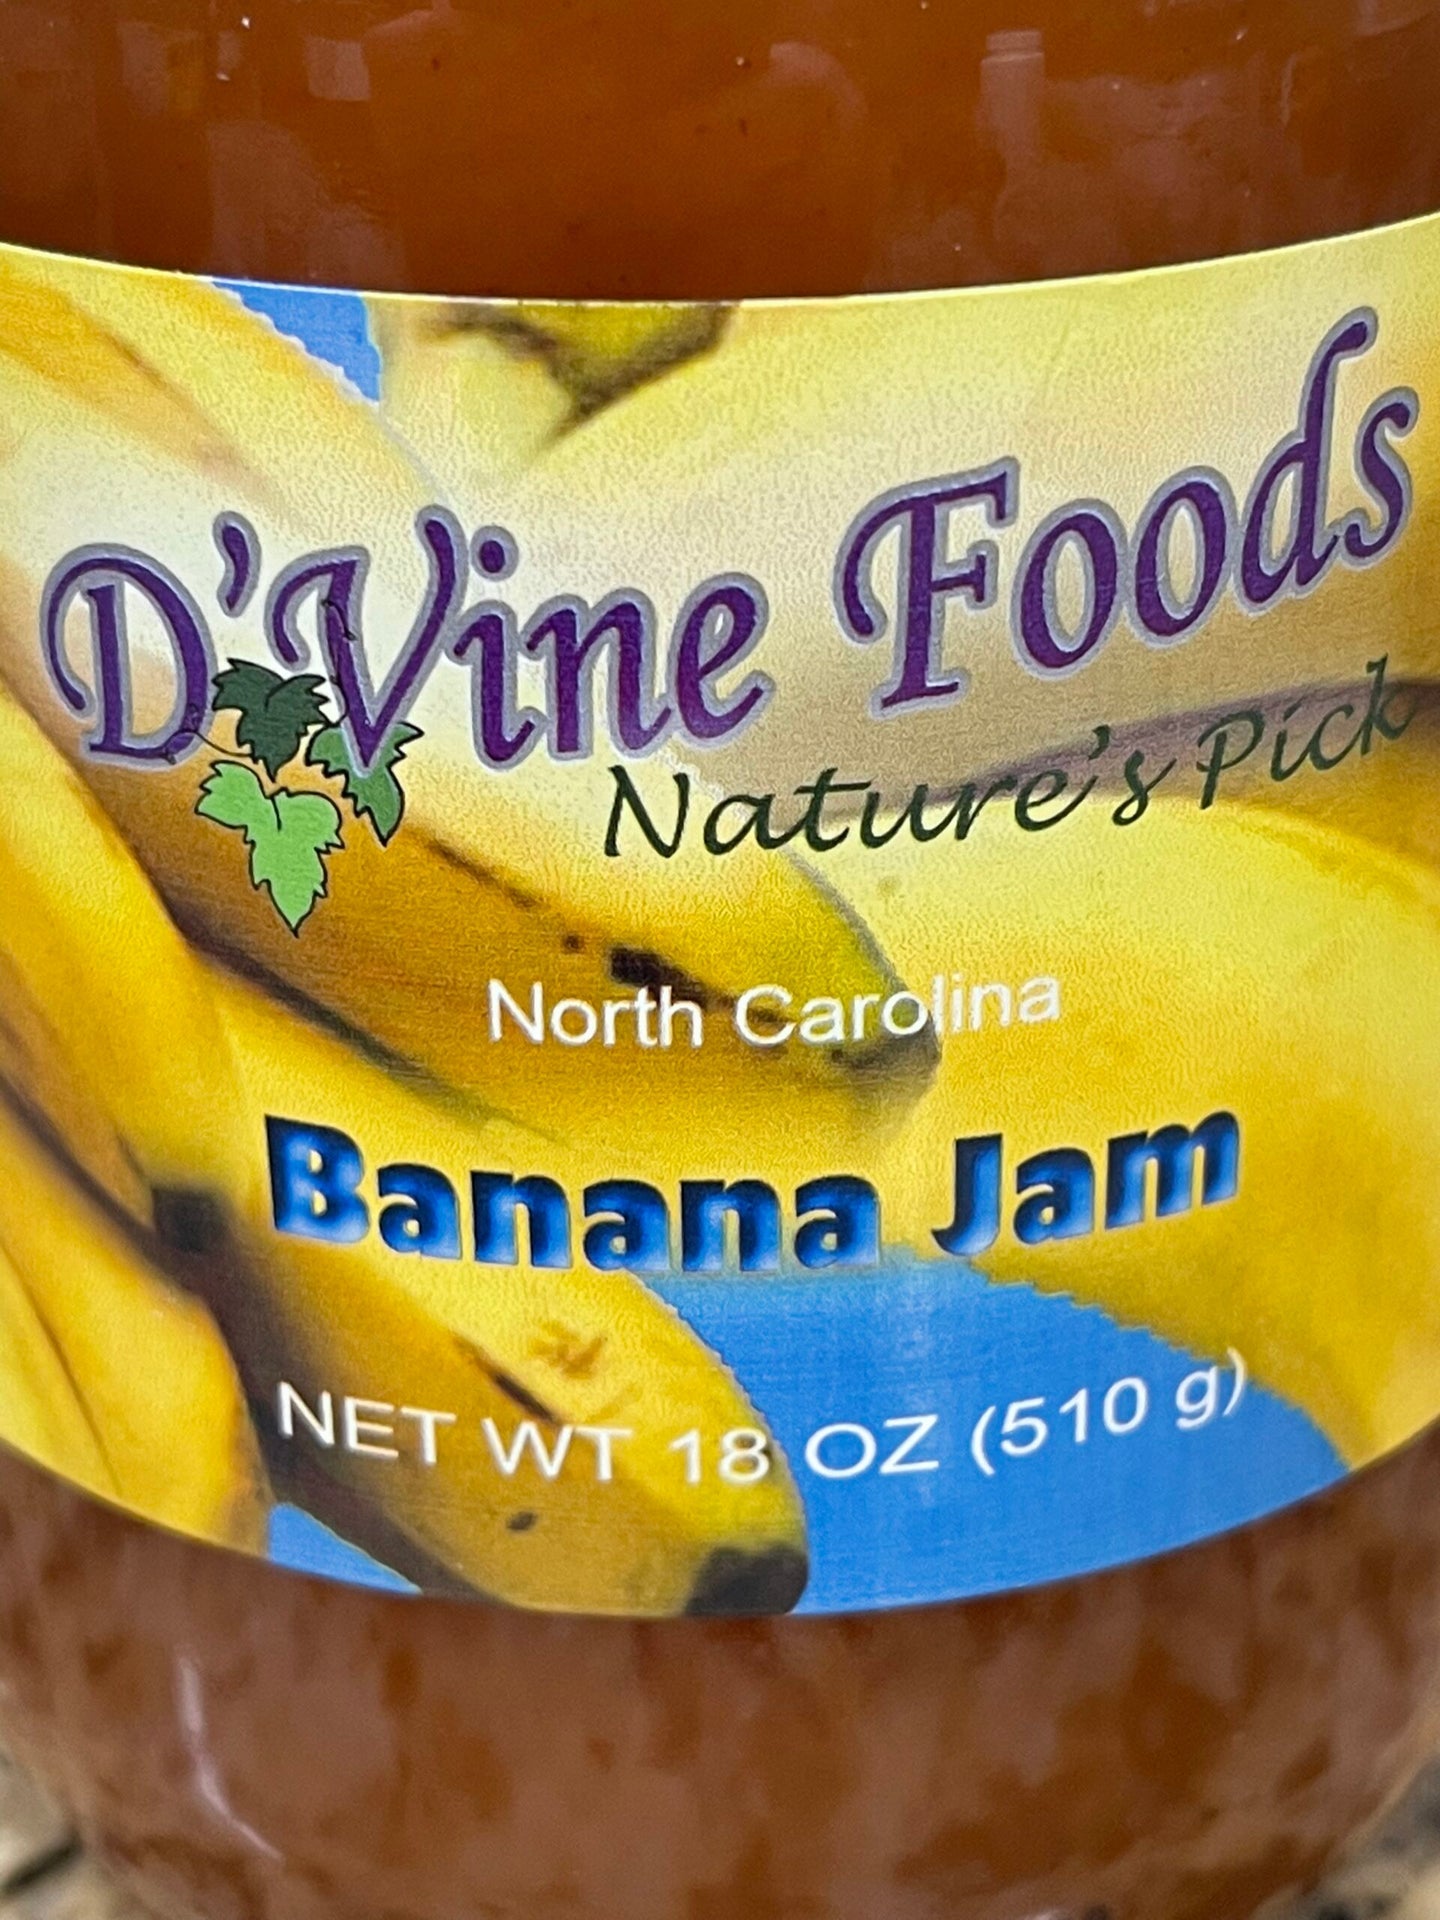 D'Vine Foods
Nature's Pick
North Carolina
Banana Jam
NET WT 18 OZ (510 g)